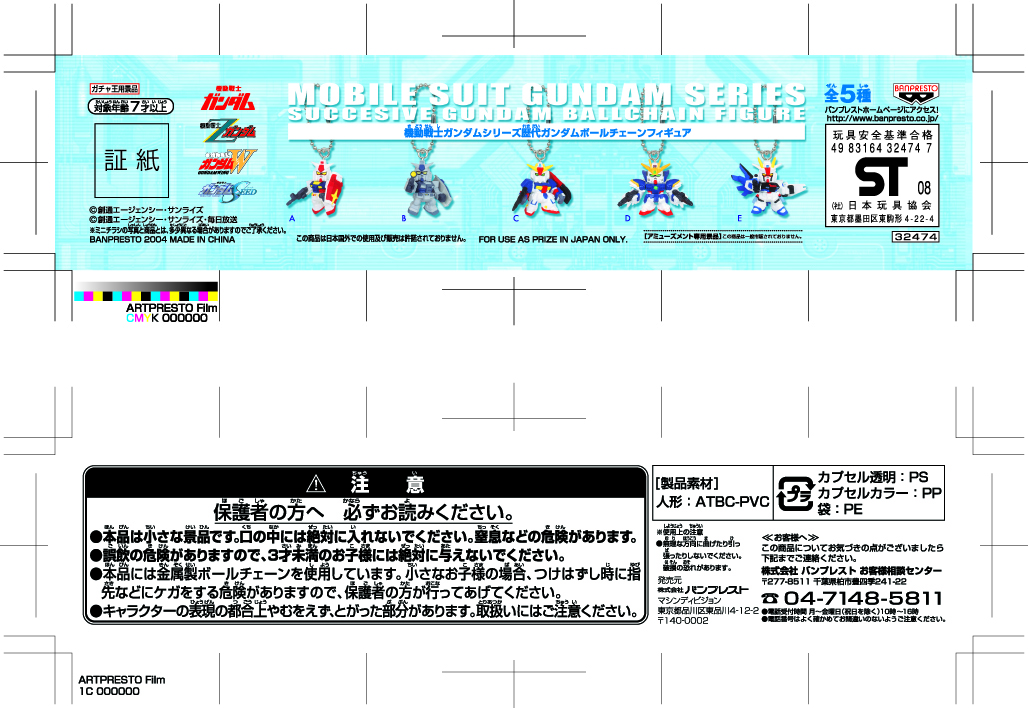 ガチャ王用景品
対象年齢7才以上
証紙
機動戦士
ガンダム
機動戦士
Zガンダム
ガンダムW
GUNDAM WING
ガンダムSEED
MOBILE SUIT GUNDAM SERIES
SUCCESIVE GUNDAM BALLCHAIN FIGURE
機動戦士ガンダムシリーズ歴代ガンダムボールチェーンフィギュア
A
B
C
D
E
全5種
BANPRESTO
バンプレストホームページにアクセス!
http://www.banpresto.co.jp/
玩具安全基準合格
49 83164 32474 7
ST 08
(社)日本玩具協会
東京都墨田区東駒形4-22-4
32474
©創通エージェンシー・サンライズ
©創通エージェンシー・サンライズ・毎日放送
※ミニチラシの写真と商品とは、多少異なる場合がありますのでご了承ください。
BANPRESTO 2004 MADE IN CHINA
この商品は日本国外での使用及び販売は許諾されておりません。
FOR USE AS PRIZE IN JAPAN ONLY.
【アミューズメント専用景品】この商品は一般市販されておりません。
ARTPRESTO Film
CMYK 000000
注意
保護者の方へ 必ずお読みください。
●本品は小さな景品です。口の中には絶対に入れないでください。窒息などの危険があります。
●誤飲の危険がありますので、3才未満のお子様には絶対に与えないでください。
●本品には金属製ボールチェーンを使用しています。小さなお子様の場合、つけはずし時に指
先などにケガをする危険がありますので、保護者の方が行ってあげてください。
●キャラクターの表現の都合上やむをえず、とがった部分があります。取扱いにはご注意ください。
[製品素材]
人形：ATBC-PVC
プラ
カプセル透明：PS
カプセルカラー：PP
袋：PE
※使用上の注意
●無理な方向に曲げたり引っ
張ったりしないでください。
破損の恐れがあります。
発売元
株式会社 バンプレスト
マシンディビジョン
東京都品川区東品川4-12-2
〒140-0002
≪お客様へ≫
この商品についてお気づきの点がございましたら
下記までご連絡ください。
株式会社 バンプレスト お客様相談センター
〒277-8511 千葉県柏市豊四季241-22
☎ 04-7148-5811
●電話受付時間 月～金曜日(祝日を除く)10時～16時
●電話番号はよく確かめてお間違いのないようご注意ください。
ARTPRESTO Film
1C 000000